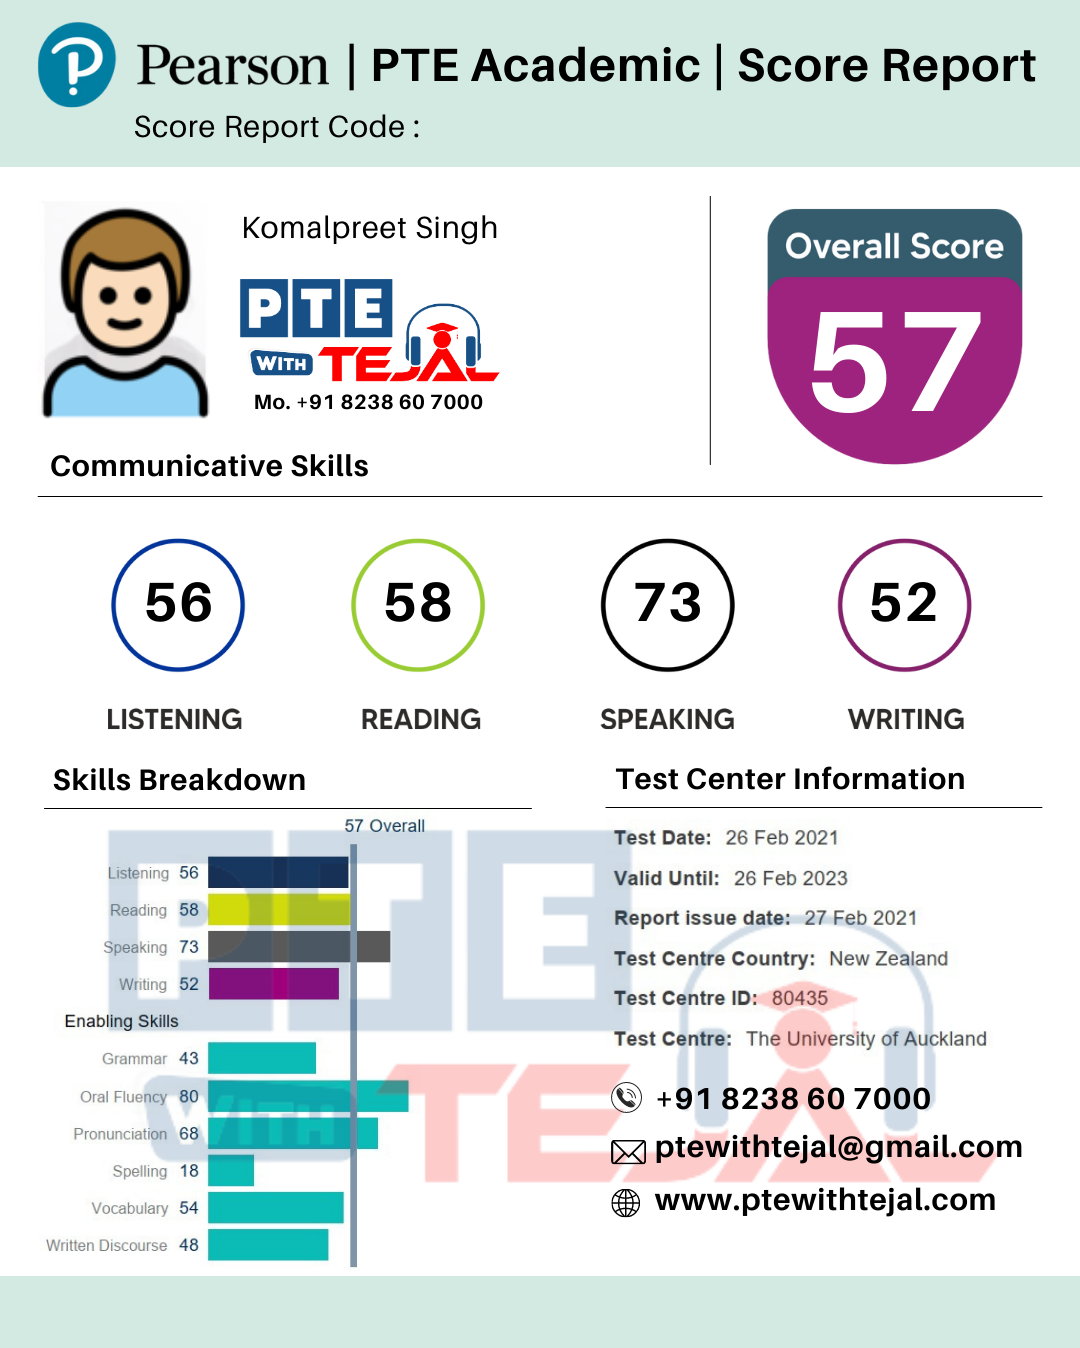 Pearson | PTE Academic | Score Report
Score Report Code :
Komalpreet Singh
PTE
WITH TEJAL
Mo. +91 8238 60 7000
Overall Score
57
Communicative Skills
56
58
73
52
LISTENING
READING
SPEAKING
WRITING
Skills Breakdown
57 Overall
Listening 56
Reading 58
Speaking 73
Writing 52
Enabling Skills
Grammar 43
Oral Fluency 80
Pronunciation 68
Spelling 18
Vocabulary 54
Written Discourse 48
Test Center Information
Test Date: 26 Feb 2021
Valid Until: 26 Feb 2023
Report issue date: 27 Feb 2021
Test Centre Country: New Zealand
Test Centre ID: 80435
Test Centre: The University of Auckland
+91 8238 60 7000
ptewithtejal@gmail.com
www.ptewithtejal.com
PTE
WITH TEJAL